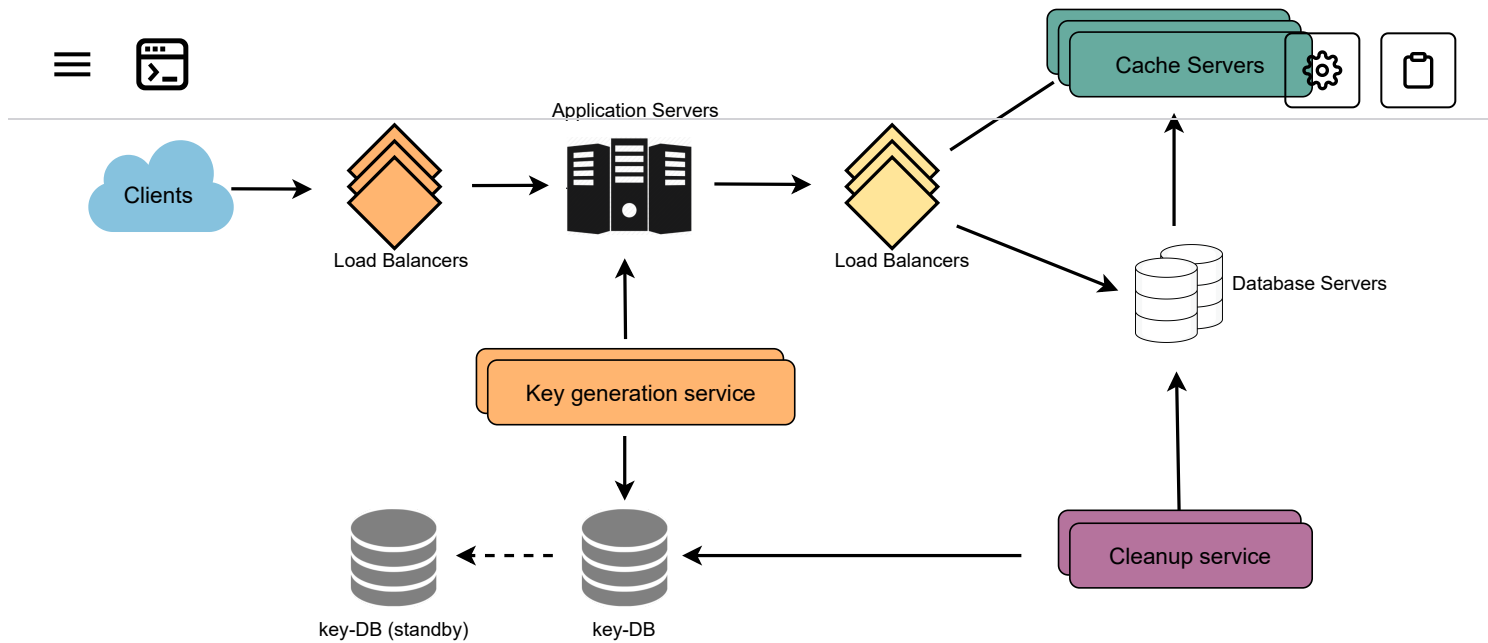 Cache Servers
Application Servers
Clients
Load Balancers
Load Balancers
Database Servers
Key generation service
Cleanup service
key-DB (standby)
key-DB